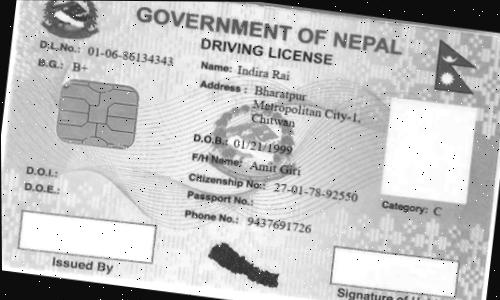 GOVERNMENT OF NEPAL
DRIVING LICENSE
D.L.No.: 01-06-86134343
B.G.: B+
Name: Indira Rai
Address : Bharatpur
Metropolitan City-1,
Chitwan
D.O.B.: 01/21/1999
F/H Name: Amit Giri
Citizenship No:: 27-01-78-92550
Passport No.:
Phone No.: 9437691726
D.O.I.:
D.O.E.:
Category: C
Issued By
Signature of